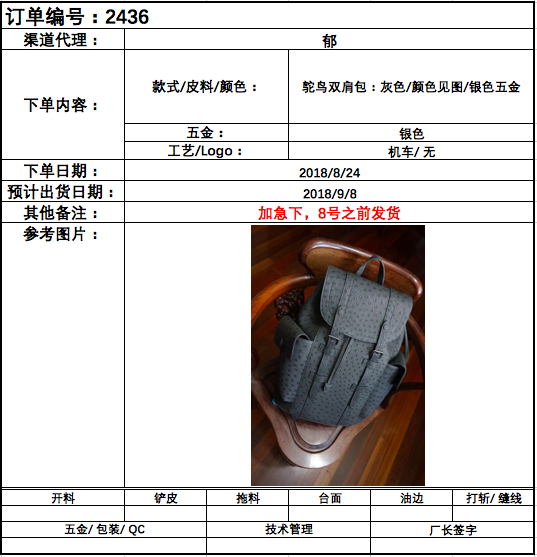 订单编号：2436
渠道代理： 郁
下单内容： 款式/皮料/颜色： 鸵鸟双肩包：灰色/颜色见图/银色五金
五金： 银色
工艺/Logo： 机车/ 无
下单日期： 2018/8/24
预计出货日期： 2018/9/8
其他备注： 加急下，8号之前发货
参考图片：
开料 铲皮 拖料 台面 油边 打斩/ 缝线
五金/ 包装/ QC 技术管理 厂长签字